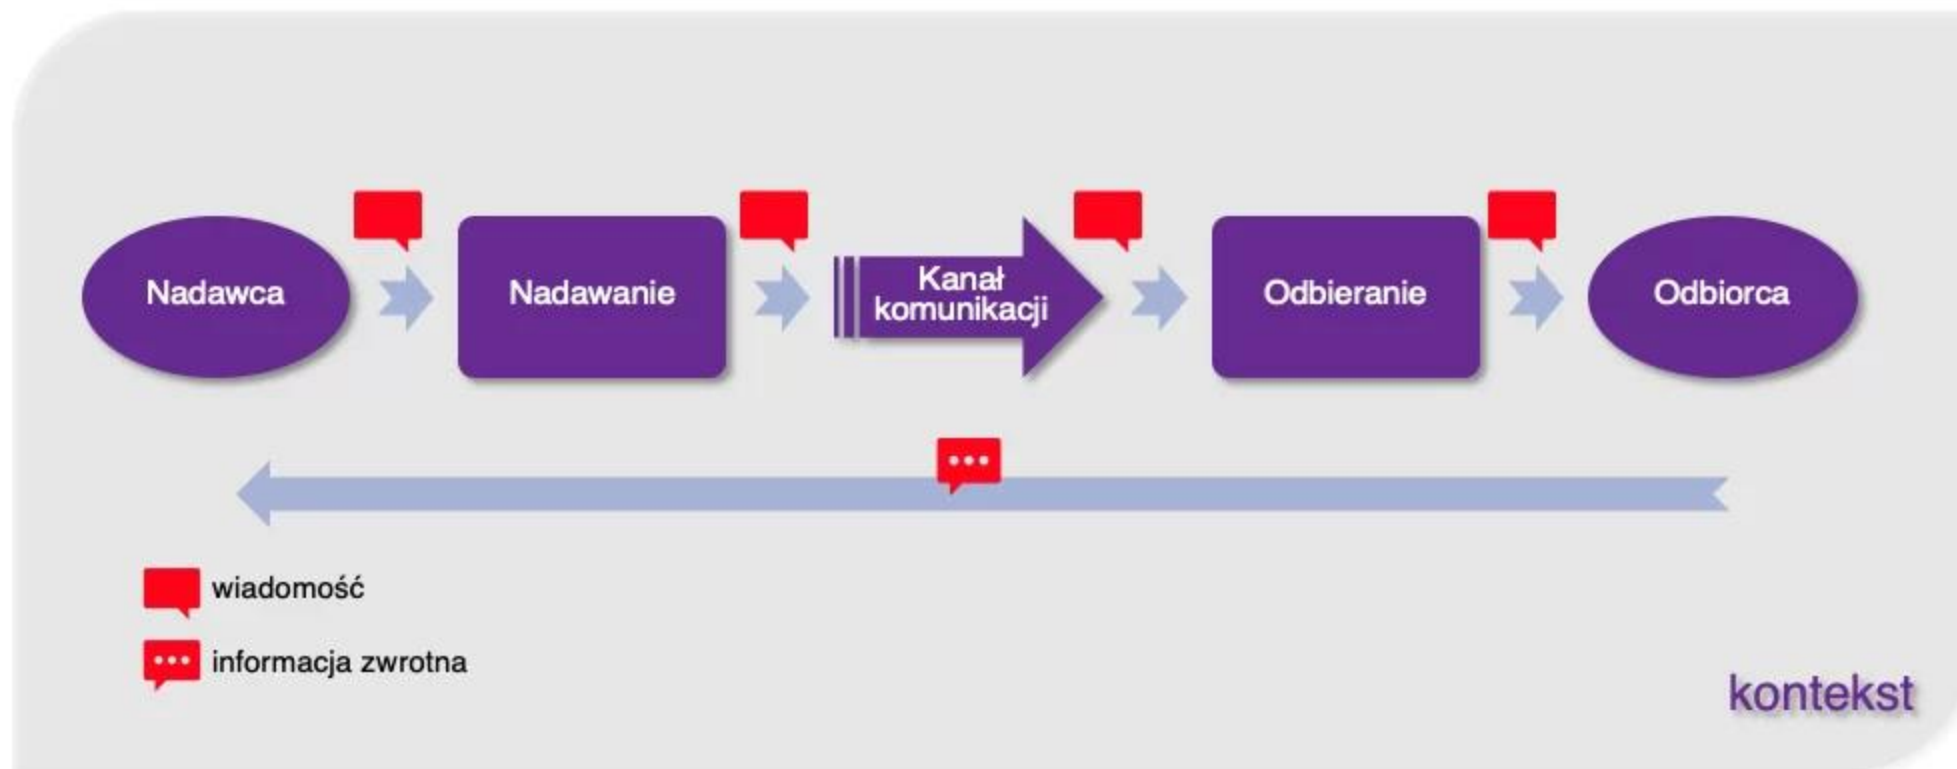 Nadawca
Nadawanie
Kanał
komunikacji
Odbieranie
Odbiorca
wiadomość
informacja zwrotna
kontekst